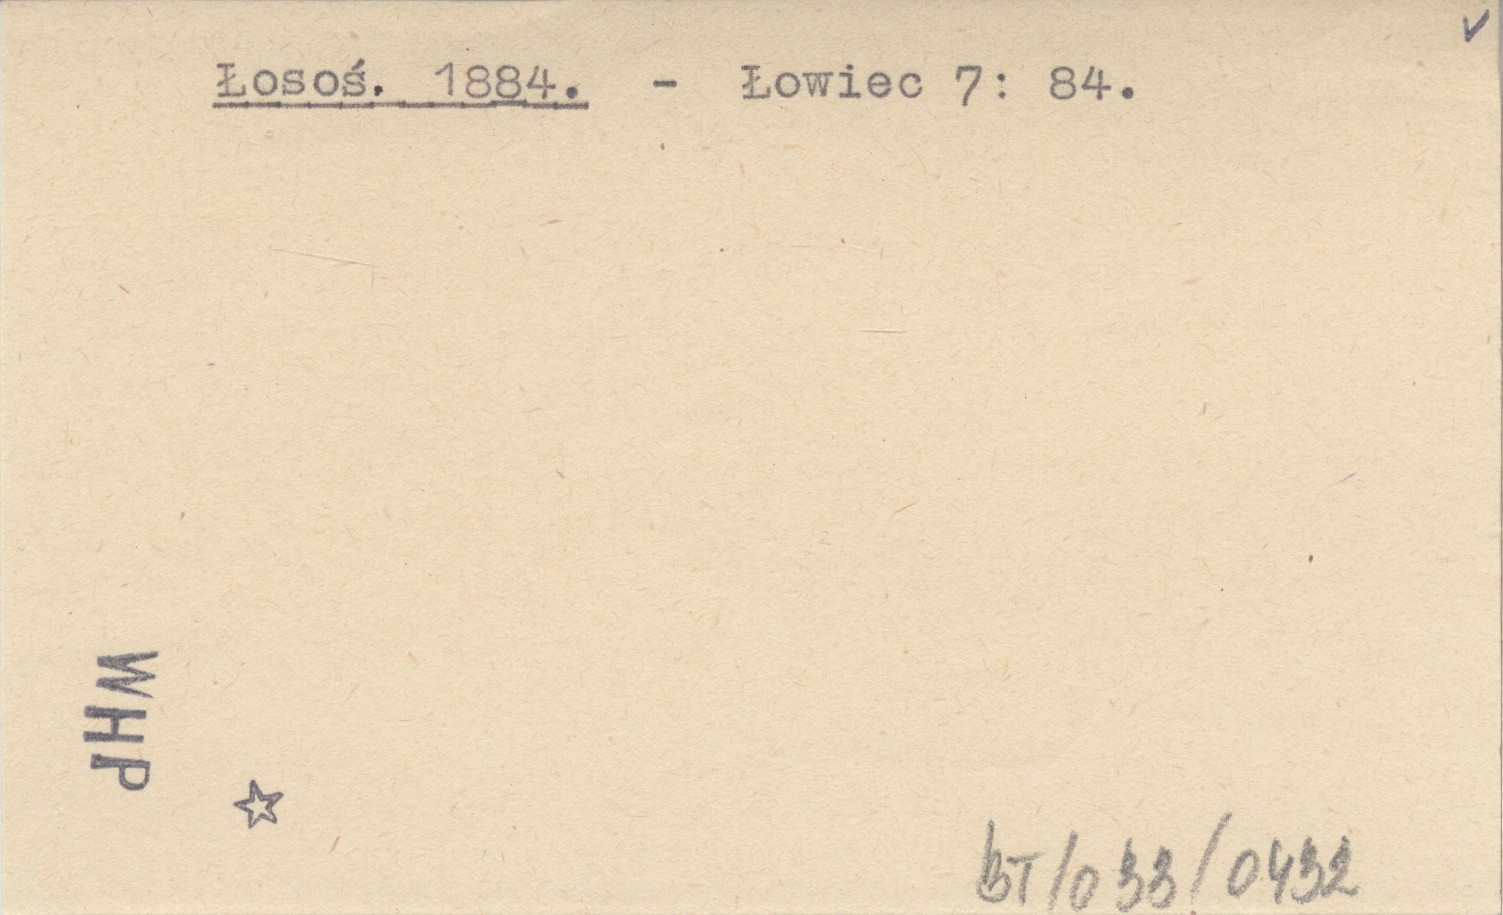 Łosoś. 1884. - Łowiec 7: 84.
WHP
BT/033/0432